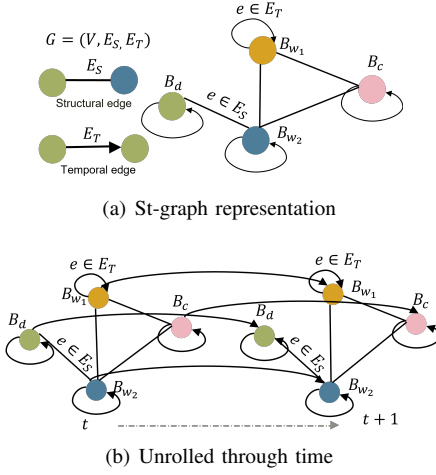 e ∈ E_T
G = (V, E_S, E_T)
B_{w_1}
E_S
B_c
Structural edge
B_d
e ∈ E_S
B_{w_2}
E_T
Temporal edge
(a) St-graph representation
e ∈ E_T
e ∈ E_T
B_{w_1}
B_{w_1}
B_c
B_c
B_d
B_d
e ∈ E_S
e ∈ E_S
B_{w_2}
B_{w_2}
t
t + 1
(b) Unrolled through time